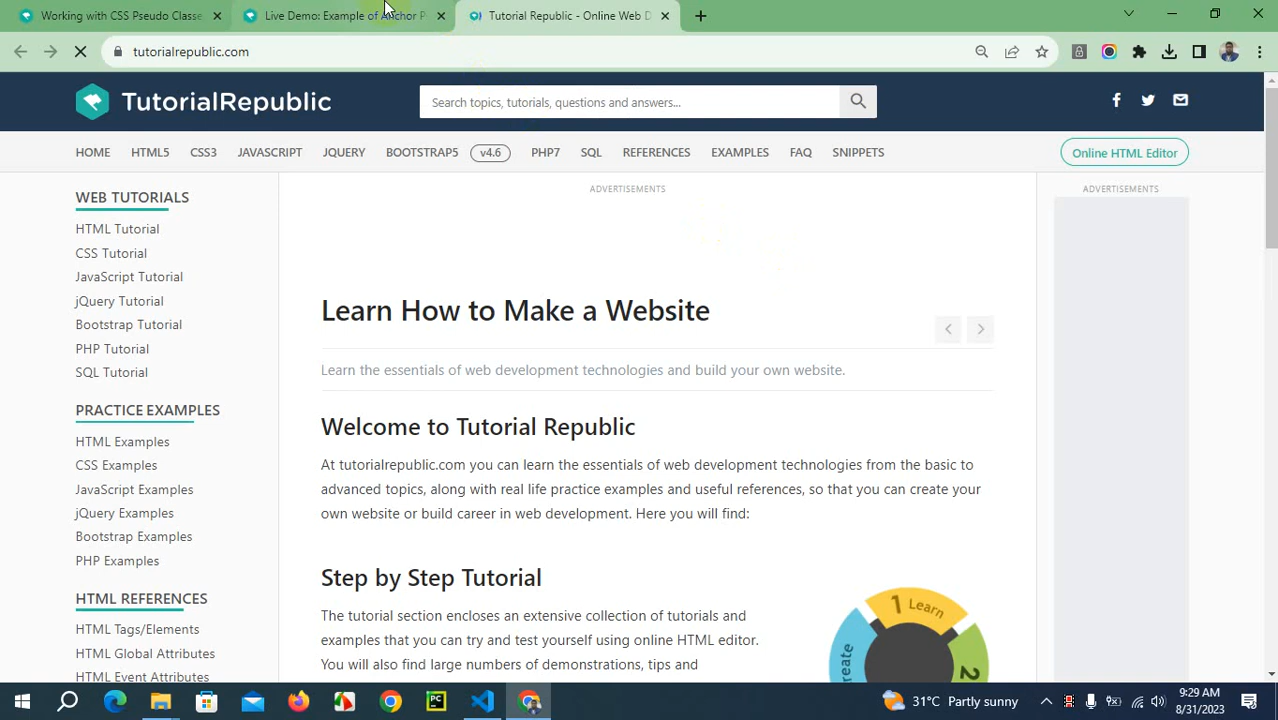 Working with CSS Pseudo Classe
Live Demo: Example of Anchor P
Tutorial Republic - Online Web D
tutorialrepublic.com
TutorialRepublic
Search topics, tutorials, questions and answers...
HOME HTML5 CSS3 JAVASCRIPT JQUERY BOOTSTRAP5 v4.6 PHP7 SQL REFERENCES EXAMPLES FAQ SNIPPETS
Online HTML Editor
WEB TUTORIALS
HTML Tutorial
CSS Tutorial
JavaScript Tutorial
jQuery Tutorial
Bootstrap Tutorial
PHP Tutorial
SQL Tutorial
PRACTICE EXAMPLES
HTML Examples
CSS Examples
JavaScript Examples
jQuery Examples
Bootstrap Examples
PHP Examples
HTML REFERENCES
HTML Tags/Elements
HTML Global Attributes
HTML Event Attributes
ADVERTISEMENTS
Learn How to Make a Website
Learn the essentials of web development technologies and build your own website.
Welcome to Tutorial Republic
At tutorialrepublic.com you can learn the essentials of web development technologies from the basic to
advanced topics, along with real life practice examples and useful references, so that you can create your
own website or build career in web development. Here you will find:
Step by Step Tutorial
The tutorial section encloses an extensive collection of tutorials and
examples that you can try and test yourself using online HTML editor.
You will also find large numbers of demonstrations, tips and
1 Learn
2
Create
ADVERTISEMENTS
PC
31°C Partly sunny
9:29 AM
8/31/2023